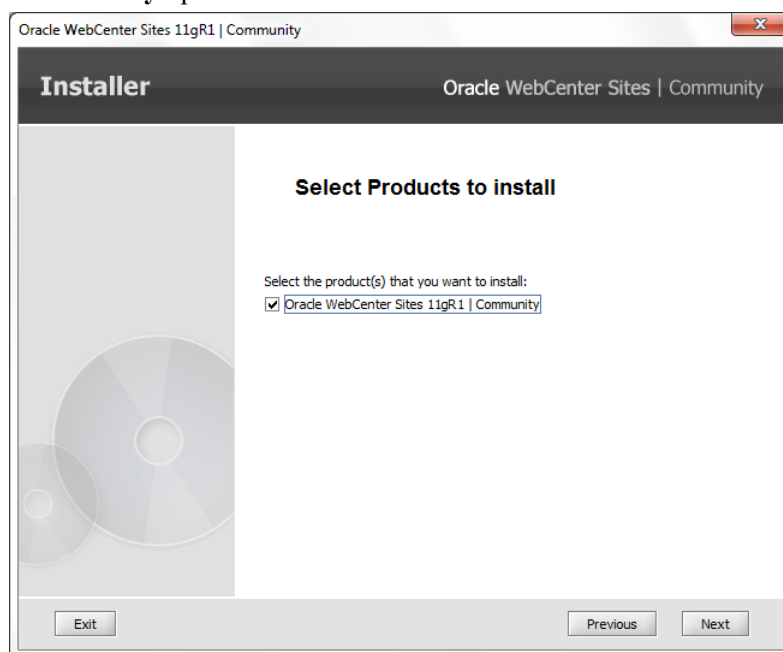 Oracle WebCenter Sites 11gR1 | Community
Installer
Oracle WebCenter Sites | Community
Select Products to install
Select the product(s) that you want to install:
Oracle WebCenter Sites 11gR1 | Community
Exit
Previous
Next